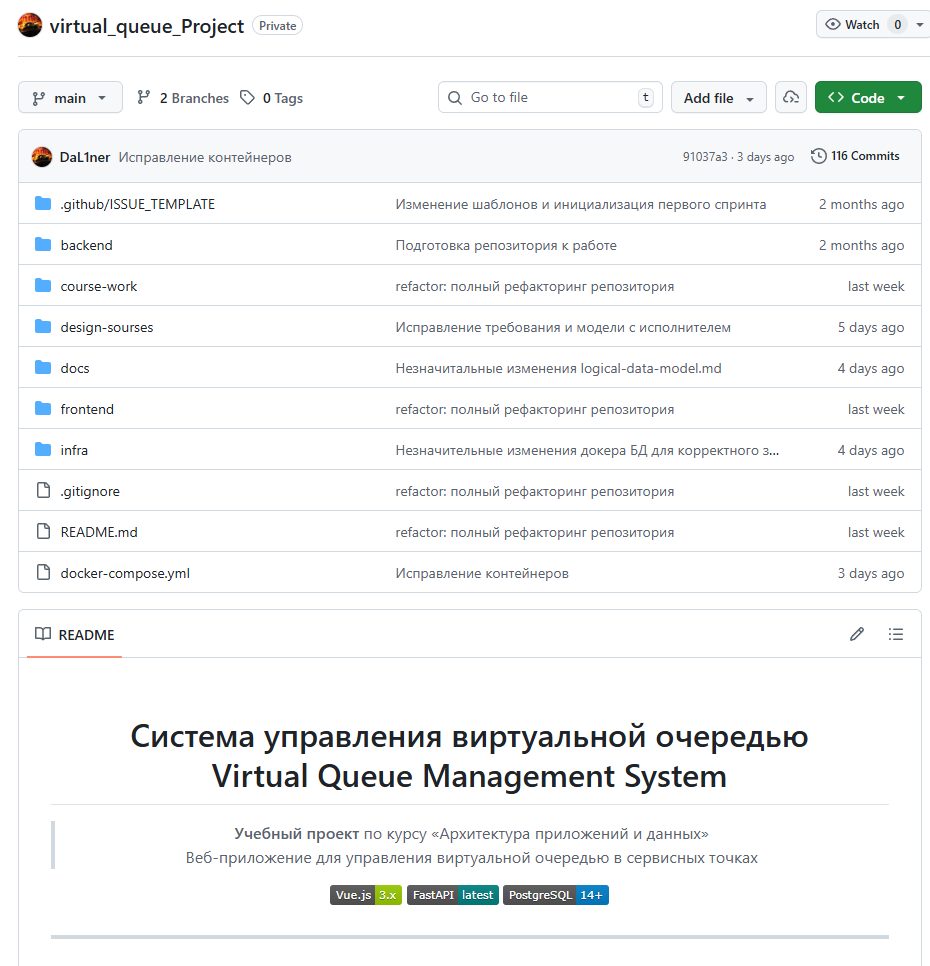 virtual_queue_Project Private Watch 0
main 2 Branches 0 Tags Go to file t Add file Code
DaL1ner Исправление контейнеров 91037a3 · 3 days ago 116 Commits
.github/ISSUE_TEMPLATE Изменение шаблонов и инициализация первого спринта 2 months ago
backend Подготовка репозитория к работе 2 months ago
course-work refactor: полный рефакторинг репозитория last week
design-sourses Исправление требования и модели с исполнителем 5 days ago
docs Незначитальные изменения logical-data-model.md 4 days ago
frontend refactor: полный рефакторинг репозитория last week
infra Незначительные изменения докера БД для корректного з... 4 days ago
.gitignore refactor: полный рефакторинг репозитория last week
README.md refactor: полный рефакторинг репозитория last week
docker-compose.yml Исправление контейнеров 3 days ago
README
Система управления виртуальной очередью
Virtual Queue Management System
Учебный проект по курсу «Архитектура приложений и данных»
Веб-приложение для управления виртуальной очередью в сервисных точках
Vue.js 3.x FastAPI latest PostgreSQL 14+